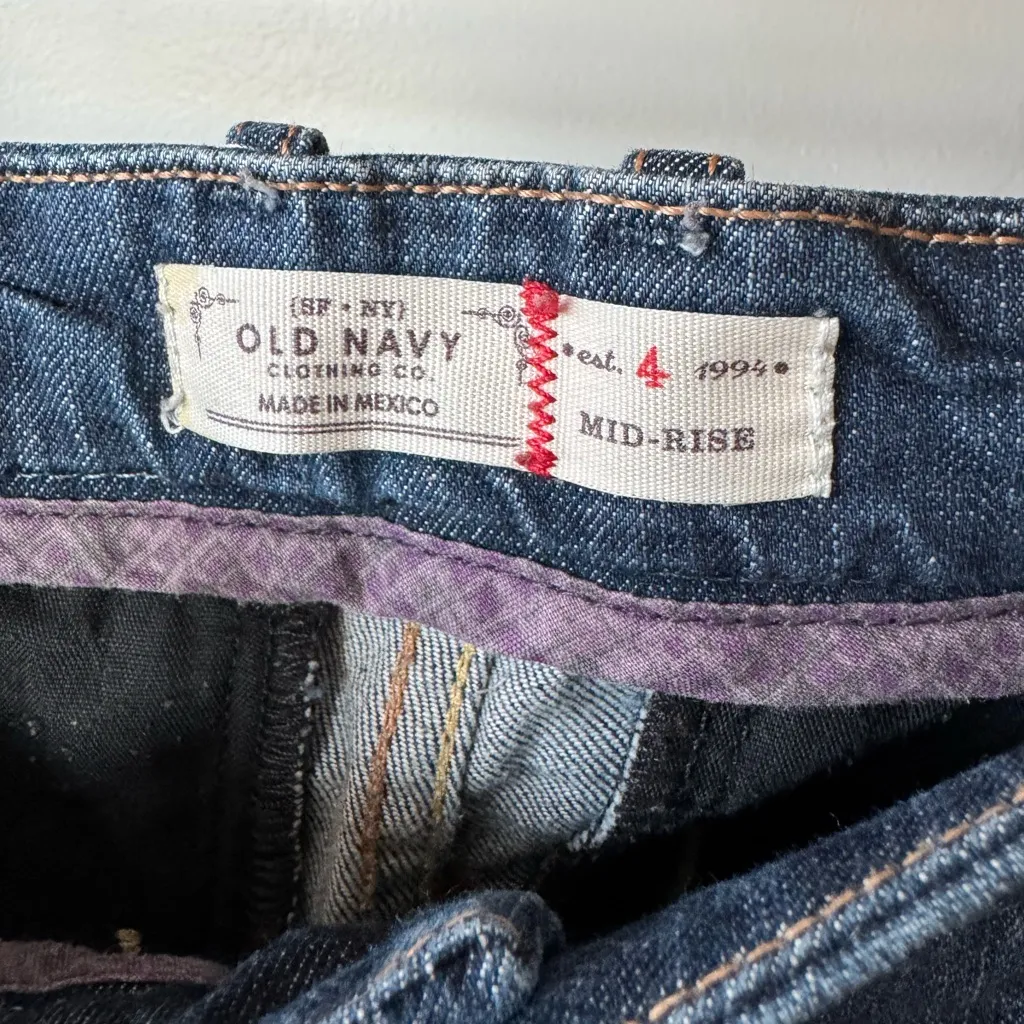 {SF • NY}
OLD NAVY
CLOTHING CO.
MADE IN MEXICO
•est. 4 1994•
MID-RISE